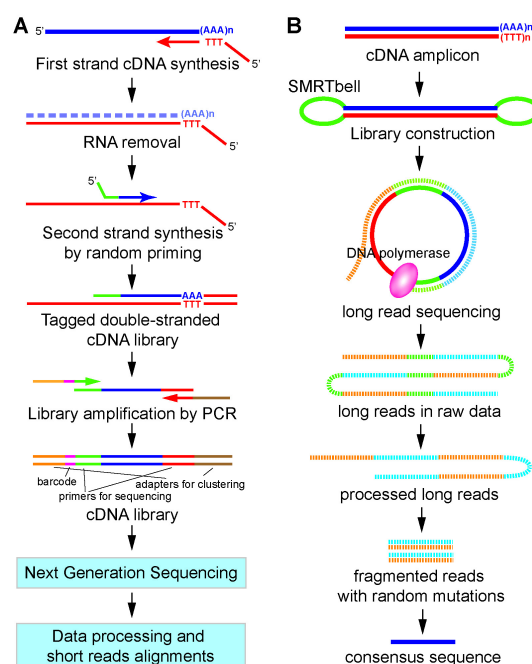 A
5'
(AAA)n
TTT
5'
First strand cDNA synthesis
(AAA)n
TTT
5'
RNA removal
5'
5'
Second strand synthesis
by random priming
AAA
TTT
Tagged double-stranded
cDNA library
Library amplification by PCR
barcode
adapters for clustering
primers for sequencing
cDNA library
Next Generation Sequencing
Data processing and
short reads alignments
B
(AAA)n
(TTT)n
cDNA amplicon
SMRTbell
Library construction
DNA polymerase
long read sequencing
long reads in raw data
processed long reads
fragmented reads
with random mutations
consensus sequence